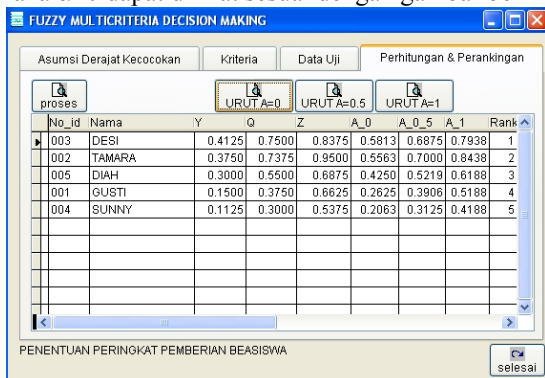 FUZZY MULTICRITERIA DECISION MAKING
Asumsi Derajat Kecocokan Kriteria Data Uji Perhitungan & Perankingan
proses URUT A=0 URUT A=0.5 URUT A=1
No_id Nama Y Q Z A_0 A_0_5 A_1 Rank
003 DESI 0.4125 0.7500 0.8375 0.5813 0.6875 0.7938 1
002 TAMARA 0.3750 0.7375 0.9500 0.5563 0.7000 0.8438 2
005 DIAH 0.3000 0.5500 0.6875 0.4250 0.5219 0.6188 3
001 GUSTI 0.1500 0.3750 0.6625 0.2625 0.3906 0.5188 4
004 SUNNY 0.1125 0.3000 0.5375 0.2063 0.3125 0.4188 5
PENENTUAN PERINGKAT PEMBERIAN BEASISWA
selesai